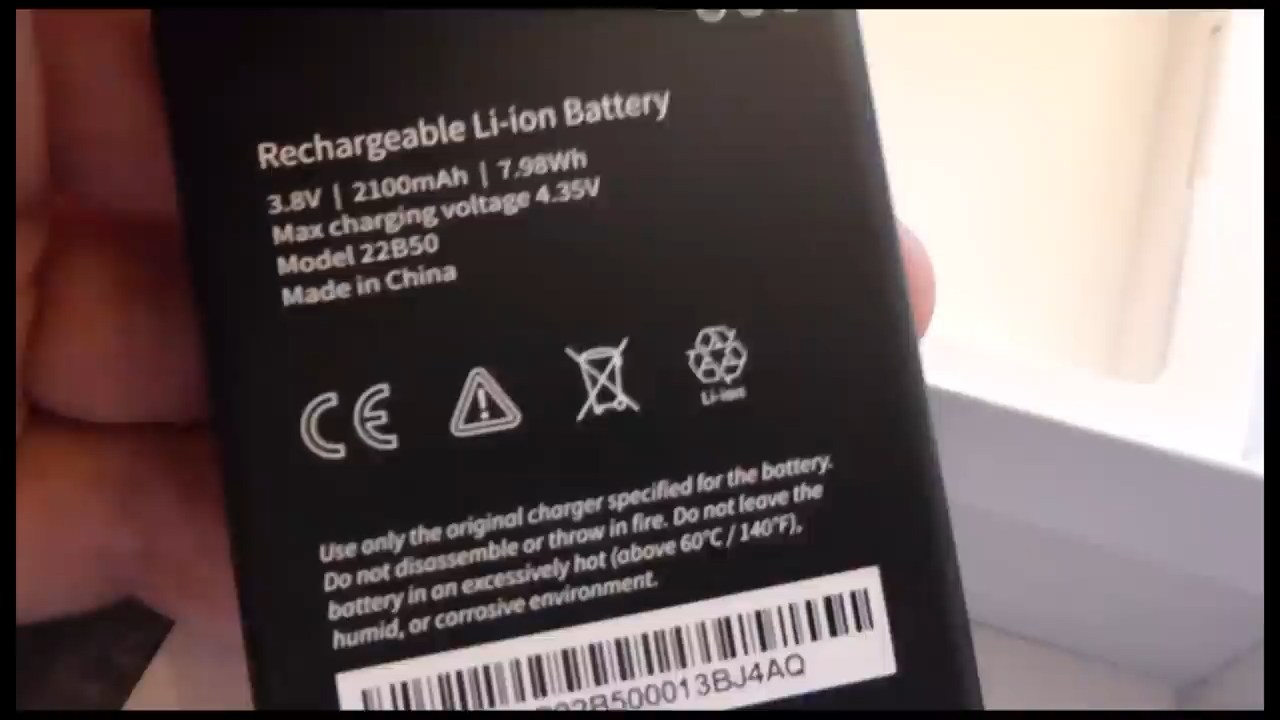 Rechargeable Li-ion Battery
3.8V | 2100mAh | 7.98Wh
Max charging voltage 4.35V
Model 22B50
Made in China
CE
Li-ion
Use only the original charger specified for the battery.
Do not disassemble or throw in fire. Do not leave the
battery in an excessively hot (above 60°C / 140°F),
humid, or corrosive environment.